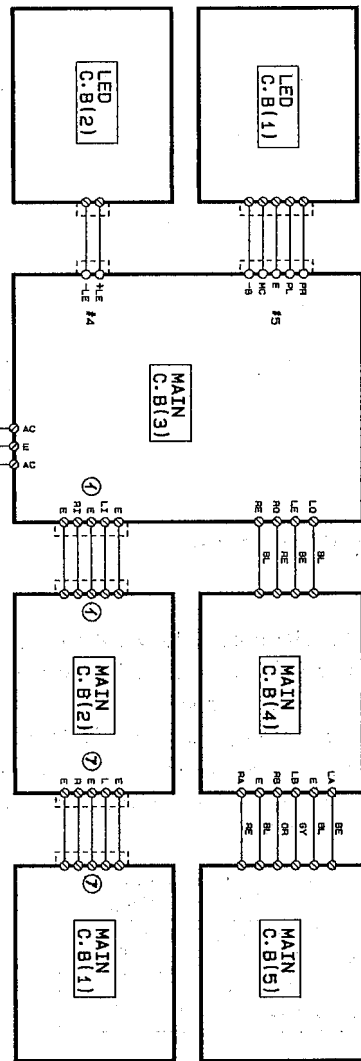 LED
C.B(2)
LED
C.B(1)
-LE
+LE
#4
-B
MC
E
PL
PR
#5
MAIN
C.B(3)
AC
E
AC
E
RI
E
LI
E
1
RE
RO
LE
LO
BL
RE
BE
BL
1
MAIN
C.B(2)
MAIN
C.B(4)
7
E
R
E
L
E
RA
E
RB
LB
E
LA
RE
BL
OR
GY
BL
BE
7
MAIN
C.B(1)
MAIN
C.B(5)